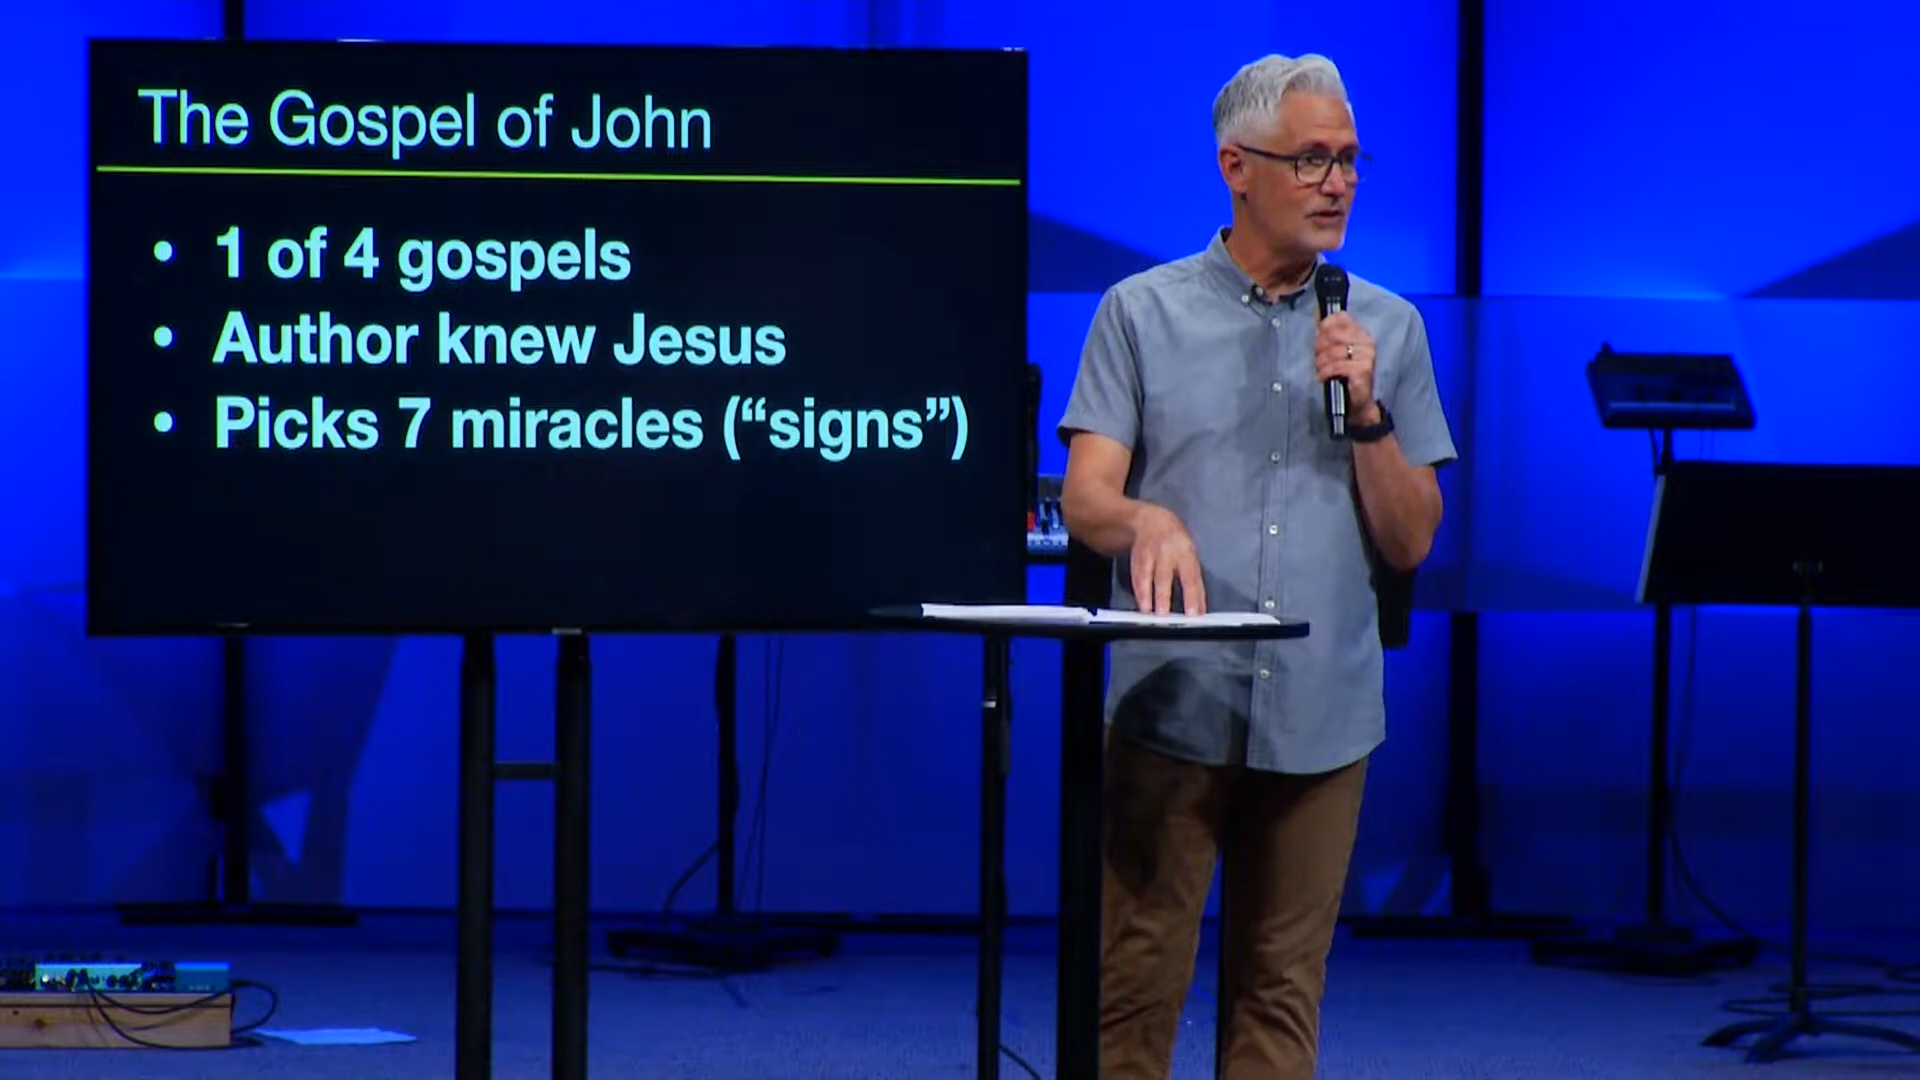 The Gospel of John
• 1 of 4 gospels
• Author knew Jesus
• Picks 7 miracles (“signs”)